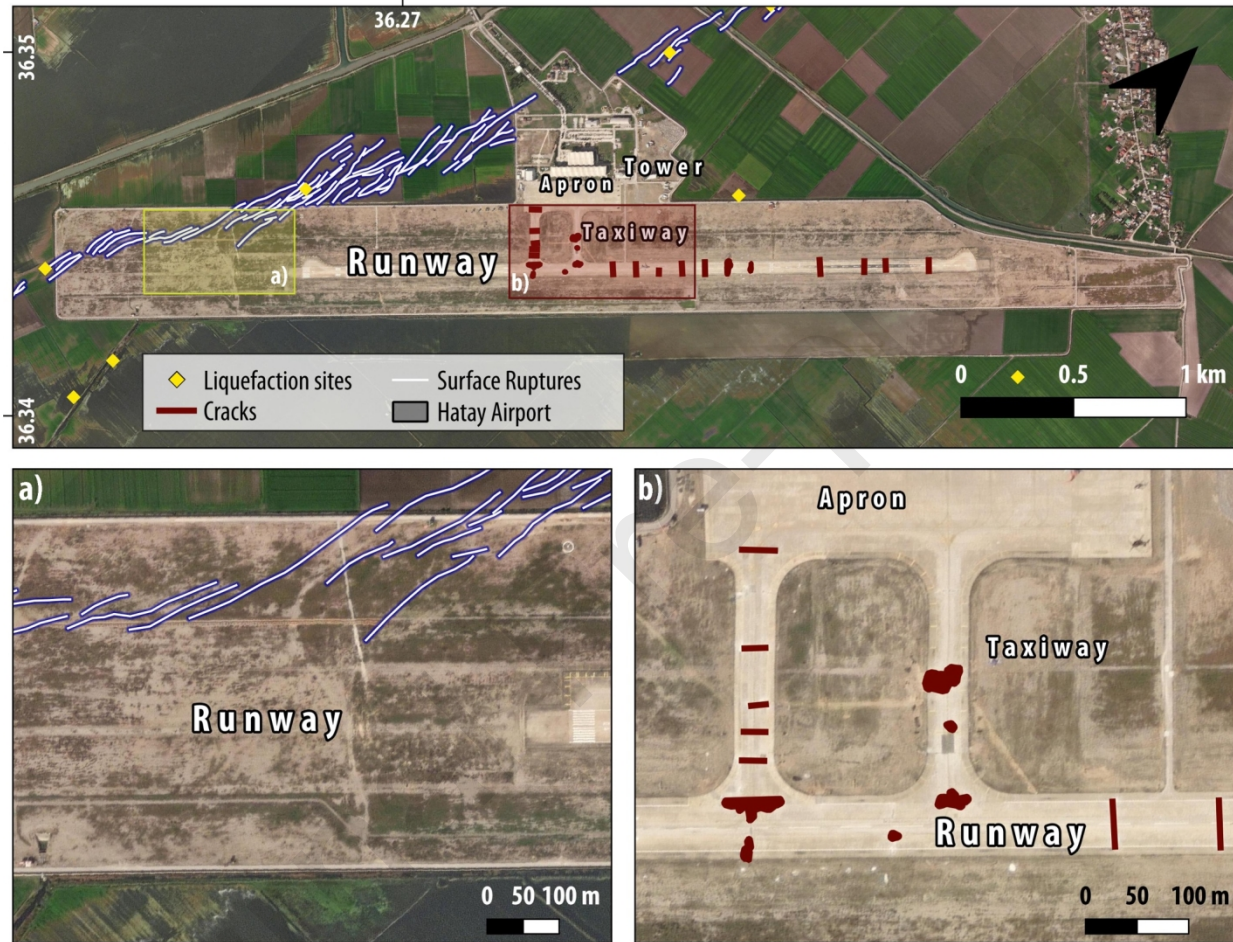 36.27
36.35
Tower
Apron
Taxiway
Runway
a)
b)
Liquefaction sites
Surface Ruptures
Cracks
Hatay Airport
0 0.5 1 km
36.34
a)
Runway
0 50 100 m
b)
Apron
Taxiway
Runway
0 50 100 m